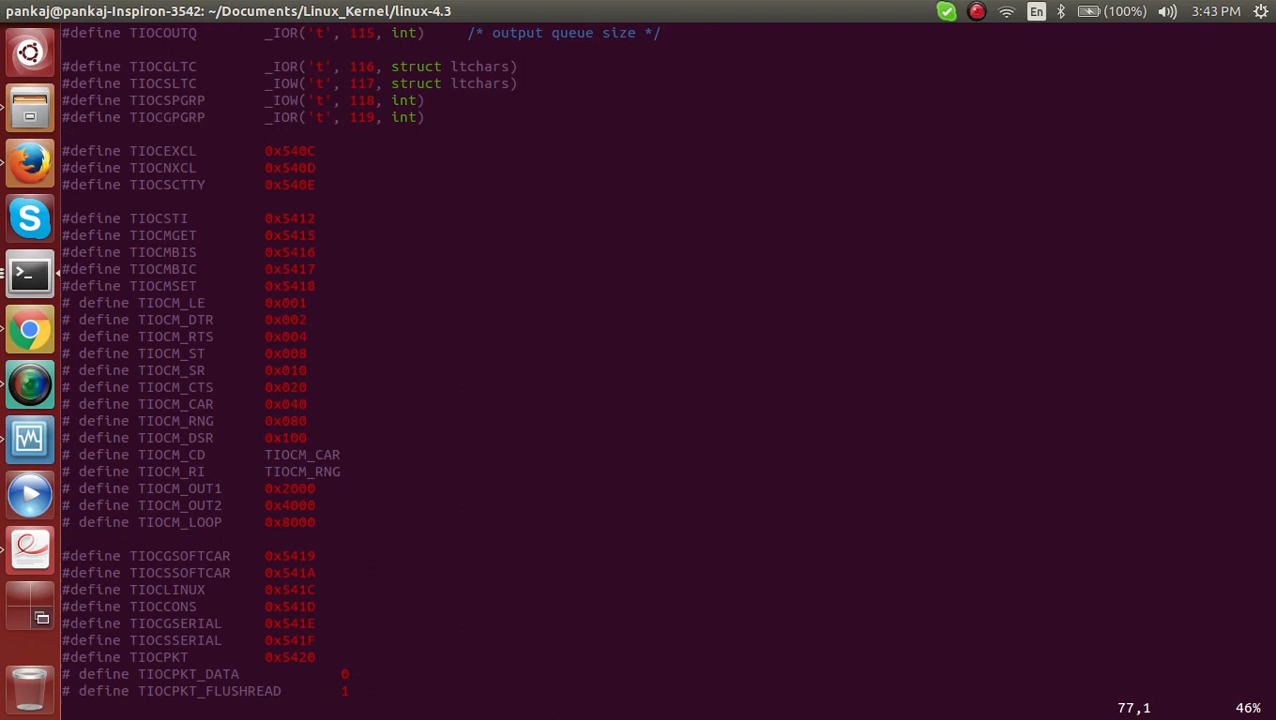 pankaj@pankaj-Inspiron-3542: ~/Documents/Linux_Kernel/linux-4.3 En (100%) 3:43 PM
#define TIOCOUTQ _IOR('t', 115, int) /* output queue size */
#define TIOCGLTC _IOR('t', 116, struct ltchars)
#define TIOCSLTC _IOW('t', 117, struct ltchars)
#define TIOCSPGRP _IOW('t', 118, int)
#define TIOCGPGRP _IOR('t', 119, int)
#define TIOCEXCL 0x540C
#define TIOCNXCL 0x540D
#define TIOCSCTTY 0x540E
#define TIOCSTI 0x5412
#define TIOCMGET 0x5415
#define TIOCMBIS 0x5416
#define TIOCMBIC 0x5417
#define TIOCMSET 0x5418
# define TIOCM_LE 0x001
# define TIOCM_DTR 0x002
# define TIOCM_RTS 0x004
# define TIOCM_ST 0x008
# define TIOCM_SR 0x010
# define TIOCM_CTS 0x020
# define TIOCM_CAR 0x040
# define TIOCM_RNG 0x080
# define TIOCM_DSR 0x100
# define TIOCM_CD TIOCM_CAR
# define TIOCM_RI TIOCM_RNG
# define TIOCM_OUT1 0x2000
# define TIOCM_OUT2 0x4000
# define TIOCM_LOOP 0x8000
#define TIOCGSOFTCAR 0x5419
#define TIOCSSOFTCAR 0x541A
#define TIOCLINUX 0x541C
#define TIOCCONS 0x541D
#define TIOCGSERIAL 0x541E
#define TIOCSSERIAL 0x541F
#define TIOCPKT 0x5420
# define TIOCPKT_DATA 0
# define TIOCPKT_FLUSHREAD 1
77,1 46%